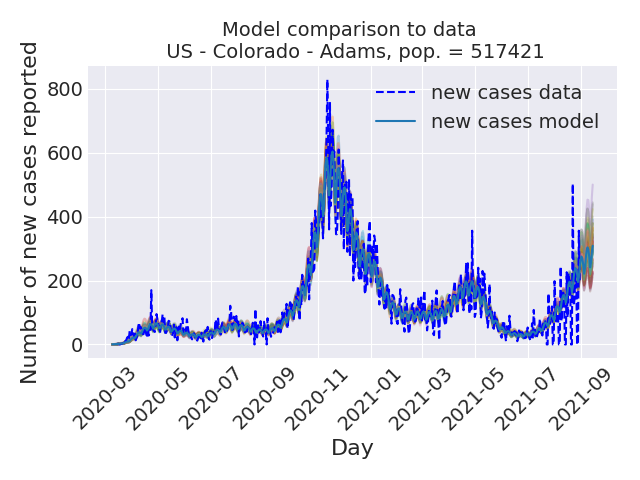 Model comparison to data
US - Colorado - Adams, pop. = 517421
new cases data
new cases model
Number of new cases reported
800
600
400
200
0
2020-03
2020-05
2020-07
2020-09
2020-11
2021-01
2021-03
2021-05
2021-07
2021-09
Day